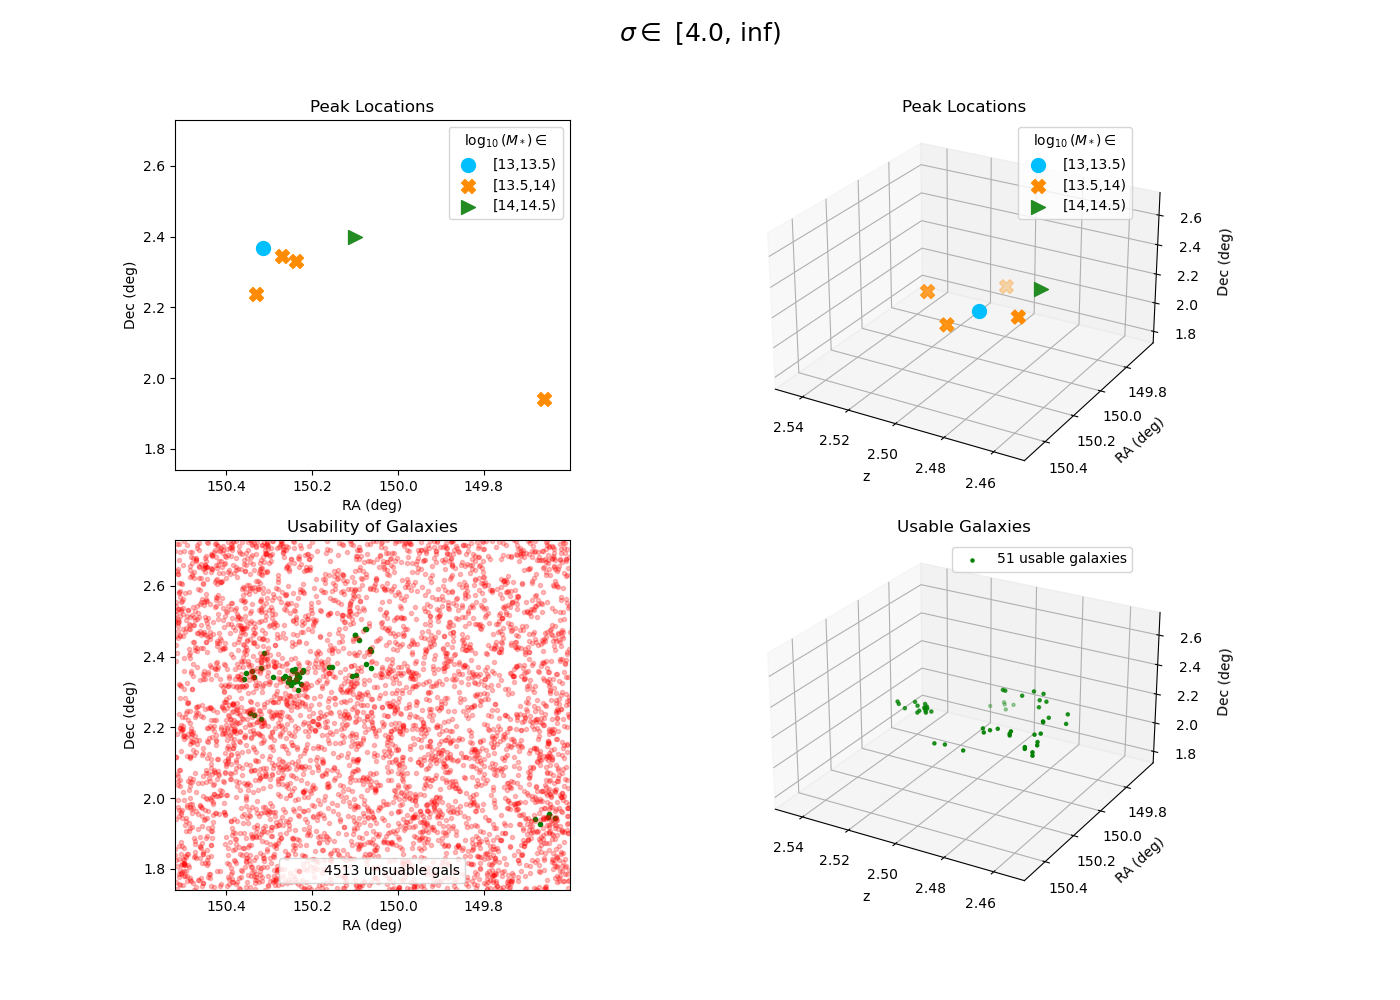 σ ∈ [4.0, inf)
Peak Locations
log₁₀(M*) ∈
[13,13.5)
[13.5,14)
[14,14.5)
2.6
2.4
2.2
2.0
1.8
Dec (deg)
150.4 150.2 150.0 149.8
RA (deg)
Peak Locations
log₁₀(M*) ∈
[13,13.5)
[13.5,14)
[14,14.5)
2.6
2.4
2.2
2.0
1.8
Dec (deg)
149.8
150.0
150.2
150.4
RA (deg)
2.54
2.52
2.50
2.48
2.46
z
Usability of Galaxies
2.6
2.4
2.2
2.0
1.8
Dec (deg)
4513 unsuable gals
150.4 150.2 150.0 149.8
RA (deg)
Usable Galaxies
51 usable galaxies
2.6
2.4
2.2
2.0
1.8
Dec (deg)
149.8
150.0
150.2
150.4
RA (deg)
2.54
2.52
2.50
2.48
2.46
z